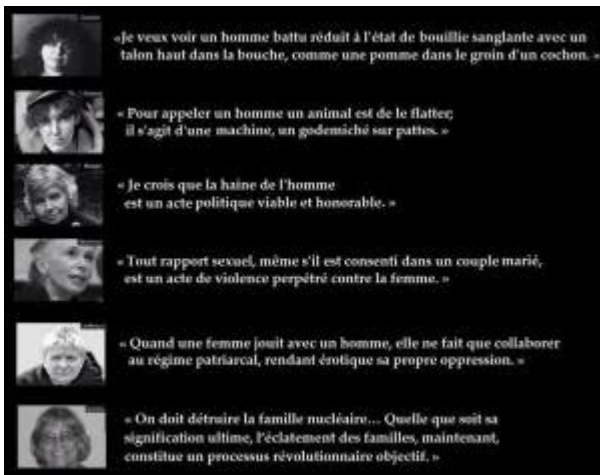 «Je veux voir un homme battu réduit à l'état de bouillie sanglante avec un
talon haut dans la bouche, comme une pomme dans le groin d'un cochon. »
« Pour appeler un homme un animal est de le flatter;
il s'agit d'une machine, un godemiché sur pattes. »
« Je crois que la haine de l'homme
est un acte politique viable et honorable. »
« Tout rapport sexuel, même s'il est consenti dans un couple marié,
est un acte de violence perpétré contre la femme. »
« Quand une femme jouit avec un homme, elle ne fait que collaborer
au régime patriarcal, rendant érotique sa propre oppression. »
« On doit détruire la famille nucléaire... Quelle que soit sa
signification ultime, l'éclatement des familles, maintenant,
constitue un processus révolutionnaire objectif. »